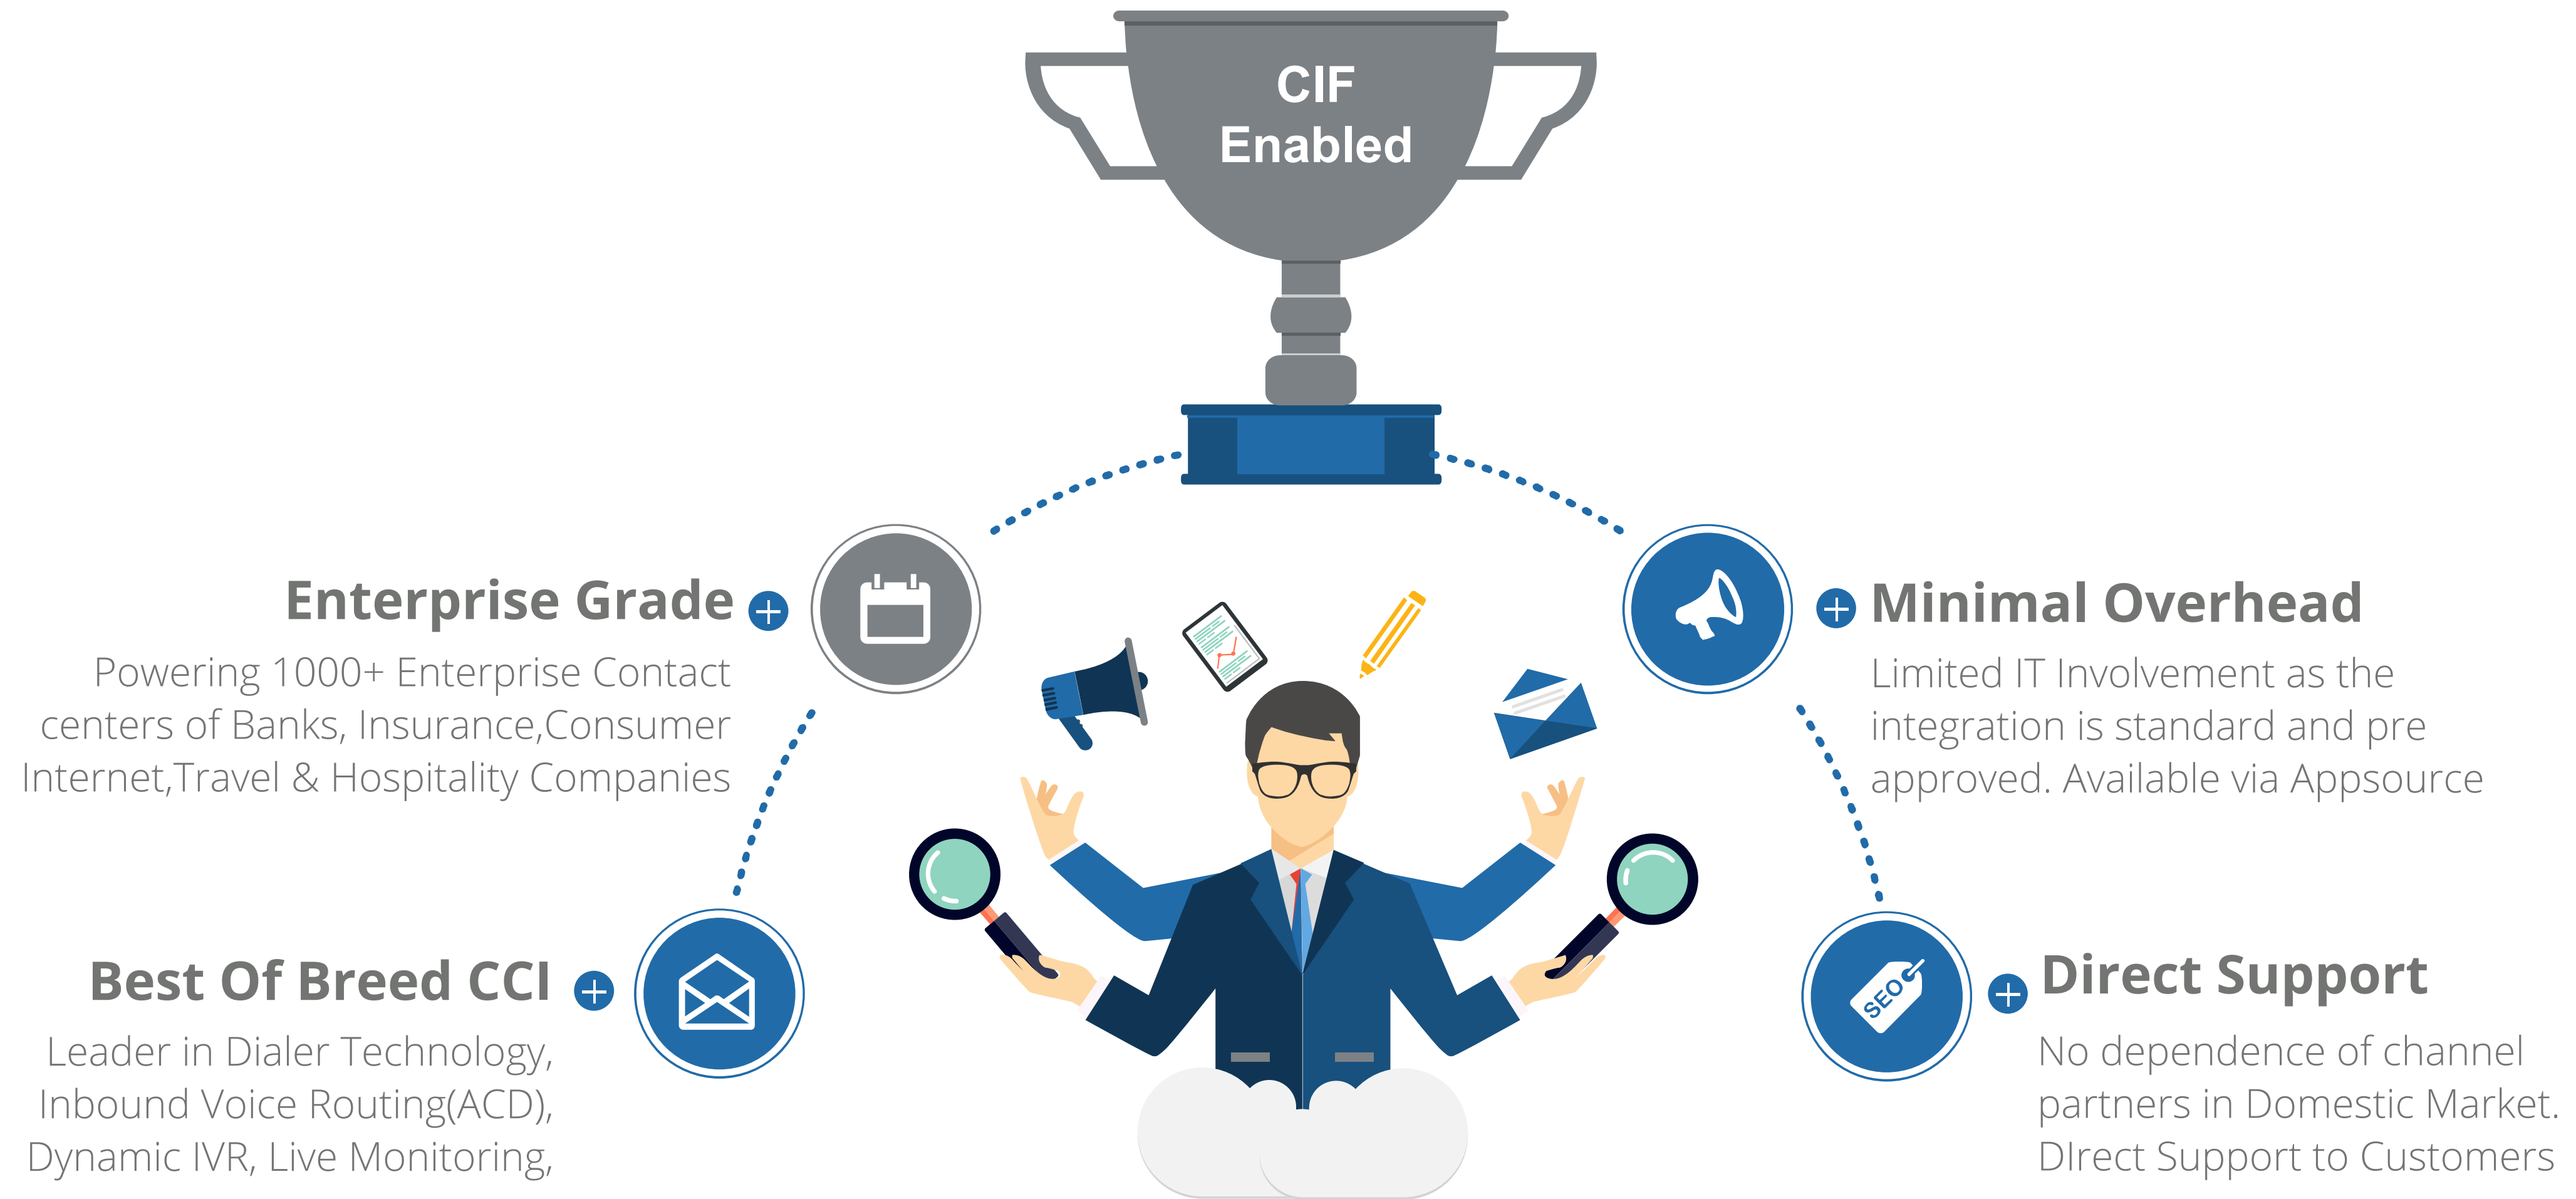 CIF
Enabled
Enterprise Grade
Powering 1000+ Enterprise Contact
centers of Banks, Insurance,Consumer
Internet,Travel & Hospitality Companies
Minimal Overhead
Limited IT Involvement as the
integration is standard and pre
approved. Available via Appsource
Best Of Breed CCI
Leader in Dialer Technology,
Inbound Voice Routing(ACD),
Dynamic IVR, Live Monitoring,
SEO
Direct Support
No dependence of channel
partners in Domestic Market.
DIrect Support to Customers